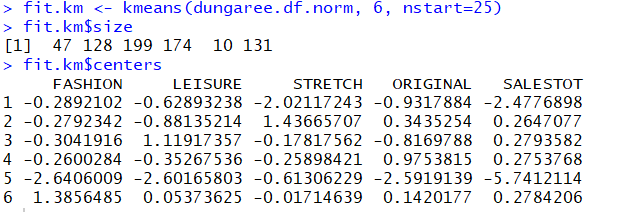 > fit.km <- kmeans(dungaree.df.norm, 6, nstart=25)
> fit.km$size
[1]  47 128 199 174  10 131
> fit.km$centers
     FASHION     LEISURE     STRETCH   ORIGINAL   SALESTOT
1 -0.2892102 -0.62893238 -2.02117243 -0.9317884 -2.4776898
2 -0.2792342 -0.88135214  1.43665707  0.3435254  0.2647077
3 -0.3041916  1.11917357 -0.17817562 -0.8169788  0.2793582
4 -0.2600284 -0.35267536 -0.25898421  0.9753815  0.2753768
5 -2.6406009 -2.60165803 -0.61306229 -2.5919139 -5.7412114
6  1.3856485  0.05373625 -0.01714639  0.1420177  0.2784206